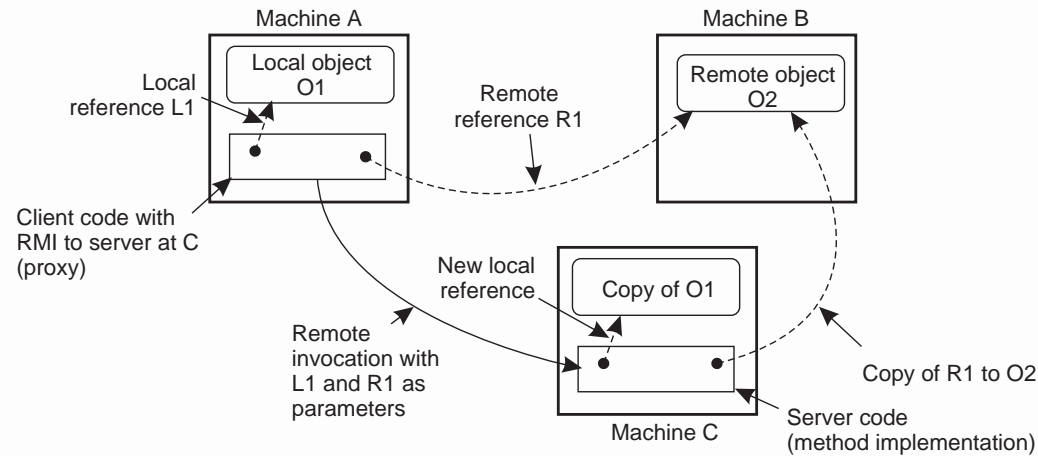 Machine A
Machine B
Local object
O1
Remote object
O2
Local
reference L1
Remote
reference R1
Client code with
RMI to server at C
(proxy)
New local
reference
Copy of O1
Remote
invocation with
L1 and R1 as
parameters
Copy of R1 to O2
Server code
(method implementation)
Machine C